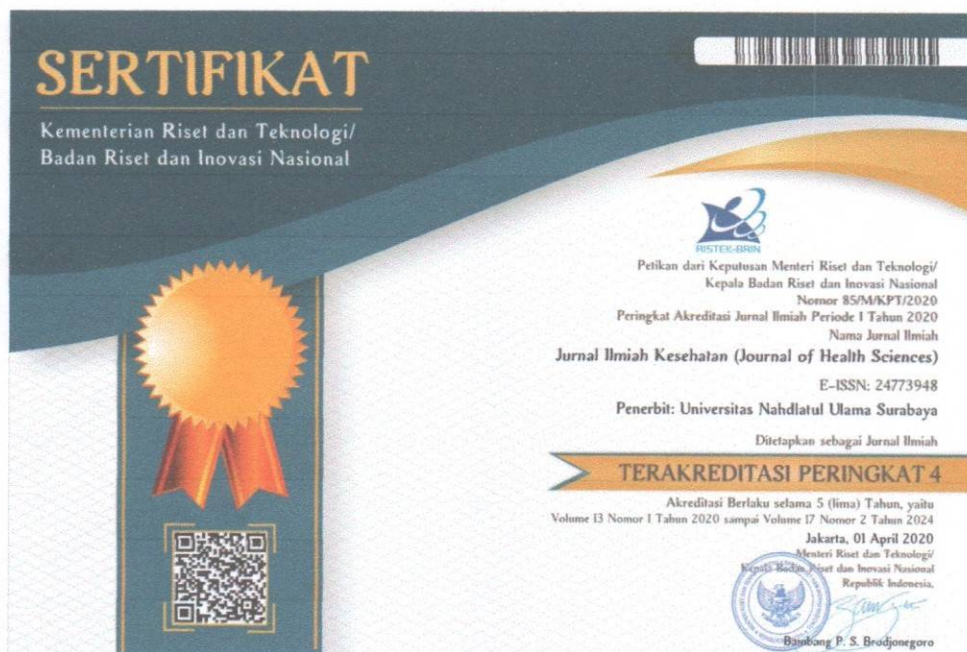 SERTIFIKAT
Kementerian Riset dan Teknologi/
Badan Riset dan Inovasi Nasional
RISTEK-BRIN
Petikan dari Keputusan Menteri Riset dan Teknologi/
Kepala Badan Riset dan Inovasi Nasional
Nomor 85/M/KPT/2020
Peringkat Akreditasi Jurnal Ilmiah Periode I Tahun 2020
Nama Jurnal Ilmiah
Jurnal Ilmiah Kesehatan (Journal of Health Sciences)
E-ISSN: 24773948
Penerbit: Universitas Nahdlatul Ulama Surabaya
Ditetapkan sebagai Jurnal Ilmiah
TERAKREDITASI PERINGKAT 4
Akreditasi Berlaku selama 5 (lima) Tahun, yaitu
Volume 13 Nomor 1 Tahun 2020 sampai Volume 17 Nomor 2 Tahun 2024
Jakarta, 01 April 2020
Menteri Riset dan Teknologi/
Kepala Badan Riset dan Inovasi Nasional
Republik Indonesia,
Bambang P. S. Brodjonegoro